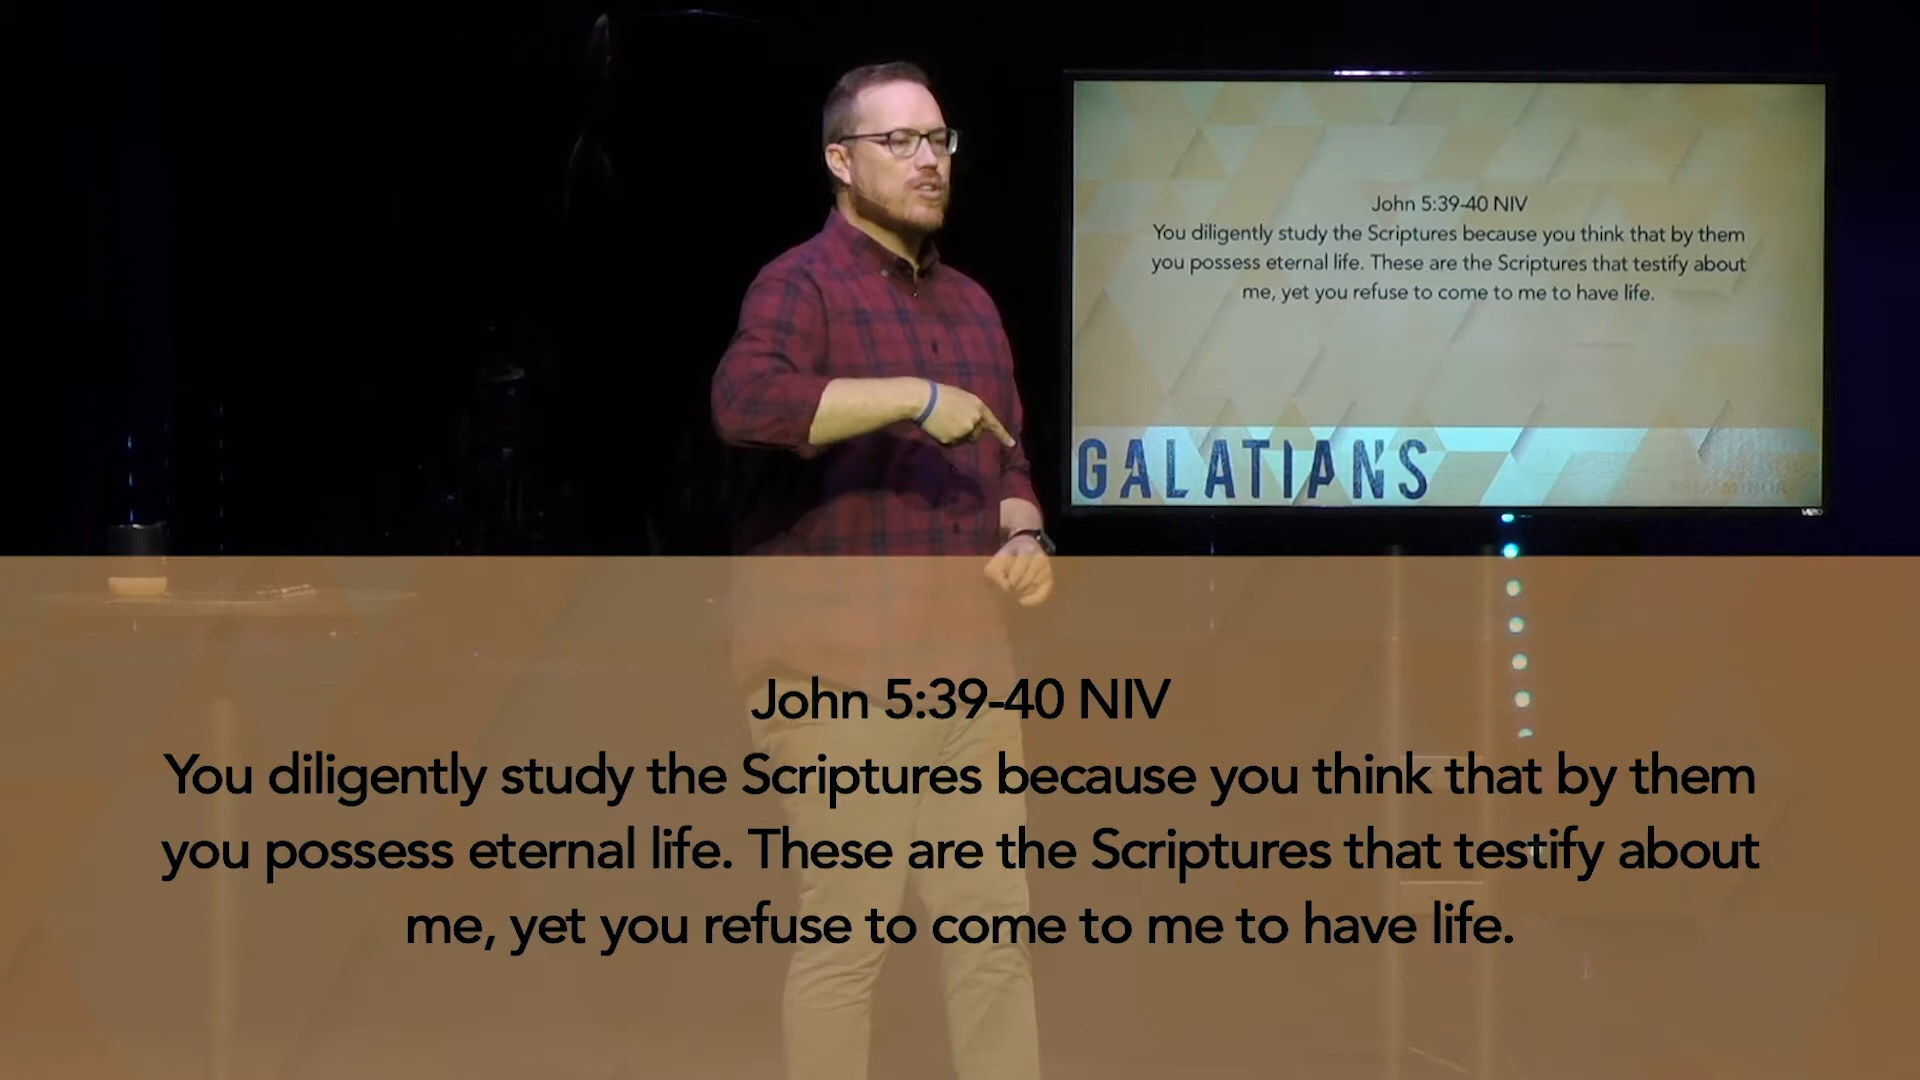 John 5:39-40 NIV
You diligently study the Scriptures because you think that by them
you possess eternal life. These are the Scriptures that testify about
me, yet you refuse to come to me to have life.
GALATIANS
ASIA MINOR
VIZIO
John 5:39-40 NIV
You diligently study the Scriptures because you think that by them
you possess eternal life. These are the Scriptures that testify about
me, yet you refuse to come to me to have life.